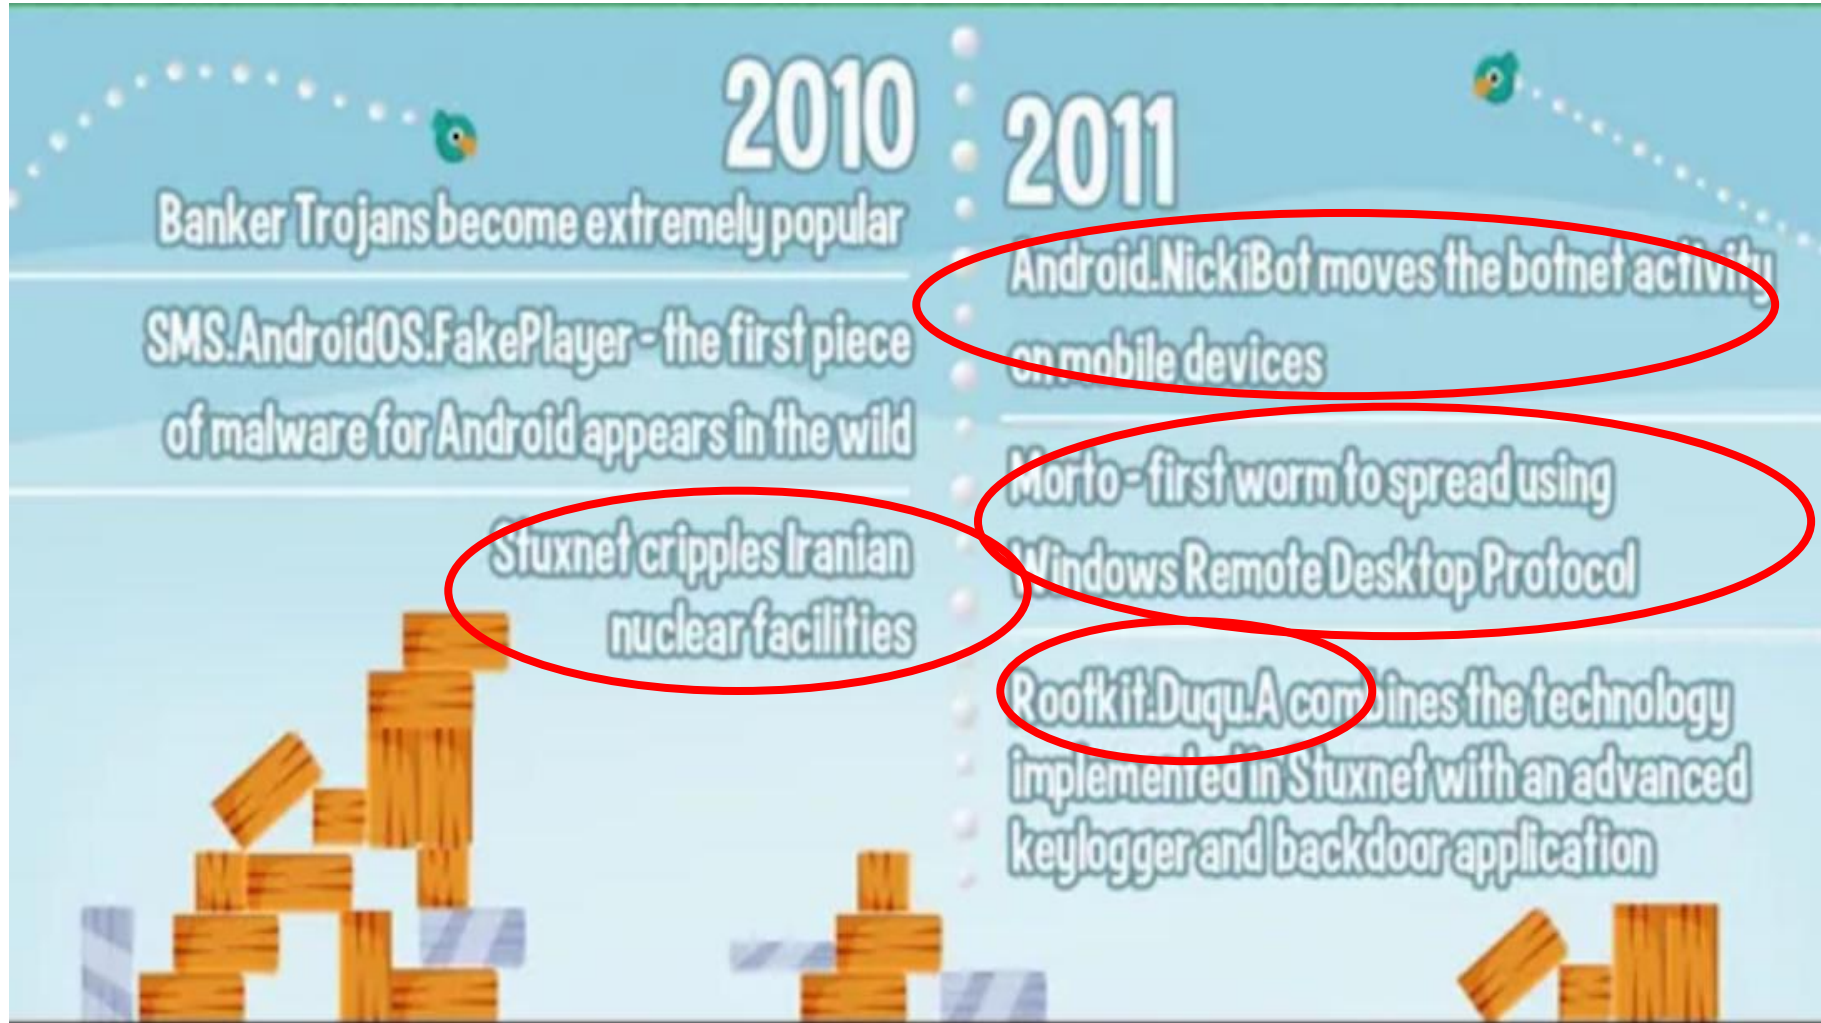 2010
Banker Trojans become extremely popular
SMS.AndroidOS.FakePlayer - the first piece
of malware for Android appears in the wild
Stuxnet cripples Iranian
nuclear facilities
2011
Android.NickiBot moves the botnet activity
on mobile devices
Morto - first worm to spread using
Windows Remote Desktop Protocol
Rootkit.Duqu.A combines the technology
implemented in Stuxnet with an advanced
keylogger and backdoor application